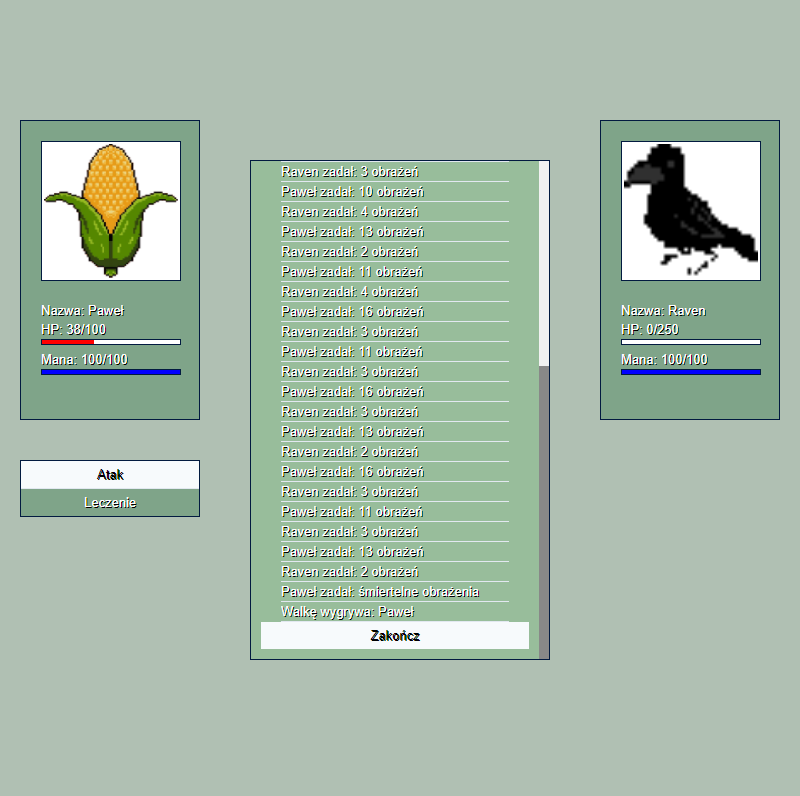 Nazwa: Paweł
HP: 38/100
Mana: 100/100
Atak
Leczenie
Raven zadał: 3 obrażeń
Paweł zadał: 10 obrażeń
Raven zadał: 4 obrażeń
Paweł zadał: 13 obrażeń
Raven zadał: 2 obrażeń
Paweł zadał: 11 obrażeń
Raven zadał: 4 obrażeń
Paweł zadał: 16 obrażeń
Raven zadał: 3 obrażeń
Paweł zadał: 11 obrażeń
Raven zadał: 3 obrażeń
Paweł zadał: 16 obrażeń
Raven zadał: 3 obrażeń
Paweł zadał: 13 obrażeń
Raven zadał: 2 obrażeń
Paweł zadał: 16 obrażeń
Raven zadał: 3 obrażeń
Paweł zadał: 11 obrażeń
Raven zadał: 3 obrażeń
Paweł zadał: 13 obrażeń
Raven zadał: 2 obrażeń
Paweł zadał: śmiertelne obrażenia
Walkę wygrywa: Paweł
Zakończ
Nazwa: Raven
HP: 0/250
Mana: 100/100